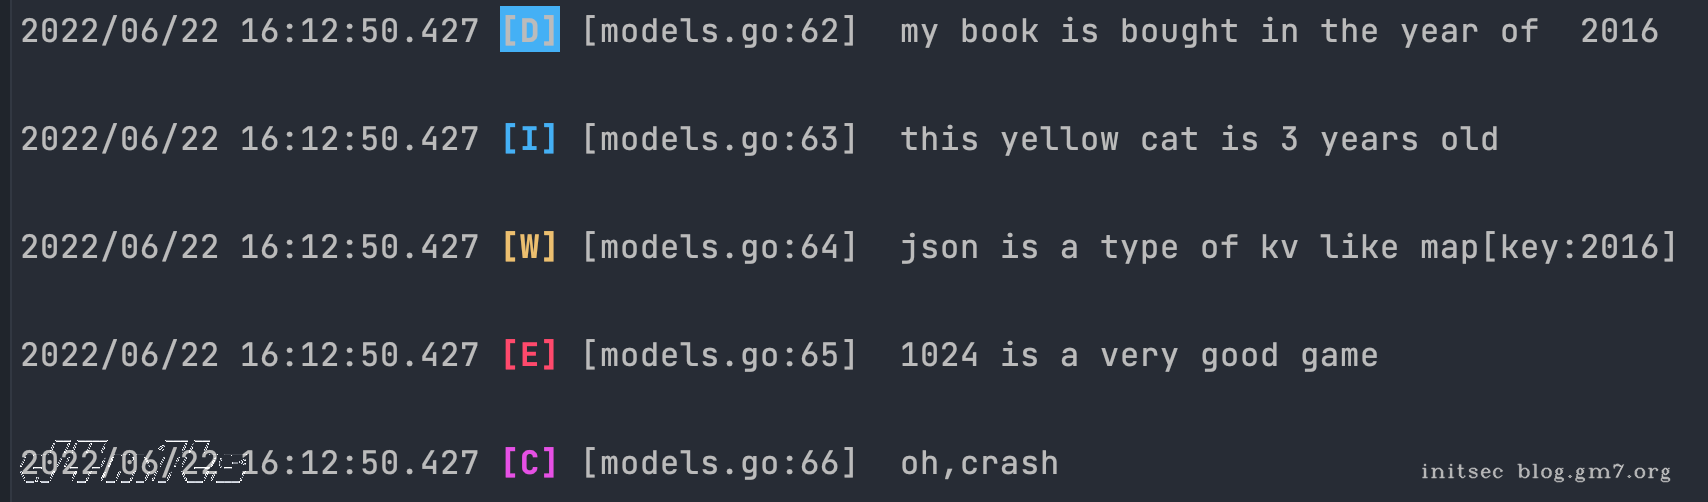 2022/06/22 16:12:50.427 [D] [models.go:62]  my book is bought in the year of  2016
2022/06/22 16:12:50.427 [I] [models.go:63]  this yellow cat is 3 years old
2022/06/22 16:12:50.427 [W] [models.go:64]  json is a type of kv like map[key:2016]
2022/06/22 16:12:50.427 [E] [models.go:65]  1024 is a very good game
2022/06/22 16:12:50.427 [C] [models.go:66]  oh,crash
initsec blog.gm7.org